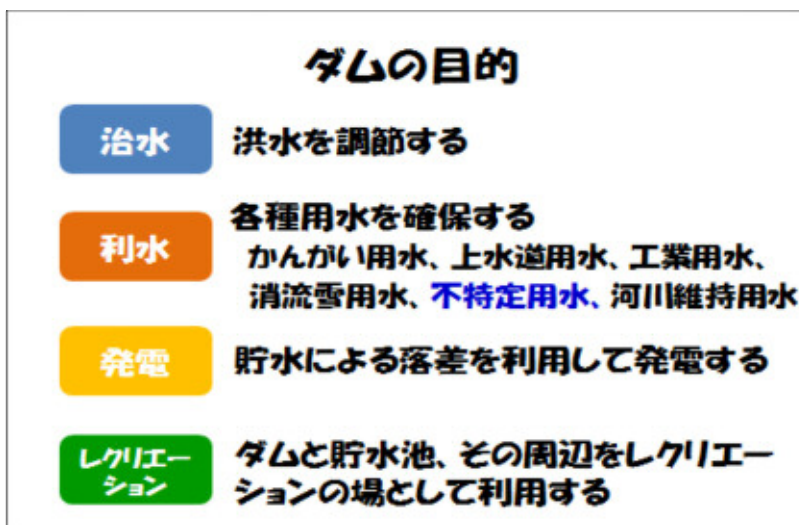 ダムの目的
治水
洪水を調節する
利水
各種用水を確保する
かんがい用水、上水道用水、工業用水、
消流雪用水、不特定用水、河川維持用水
発電
貯水による落差を利用して発電する
レクリエー
ション
ダムと貯水池、その周辺をレクリエー
ションの場として利用する